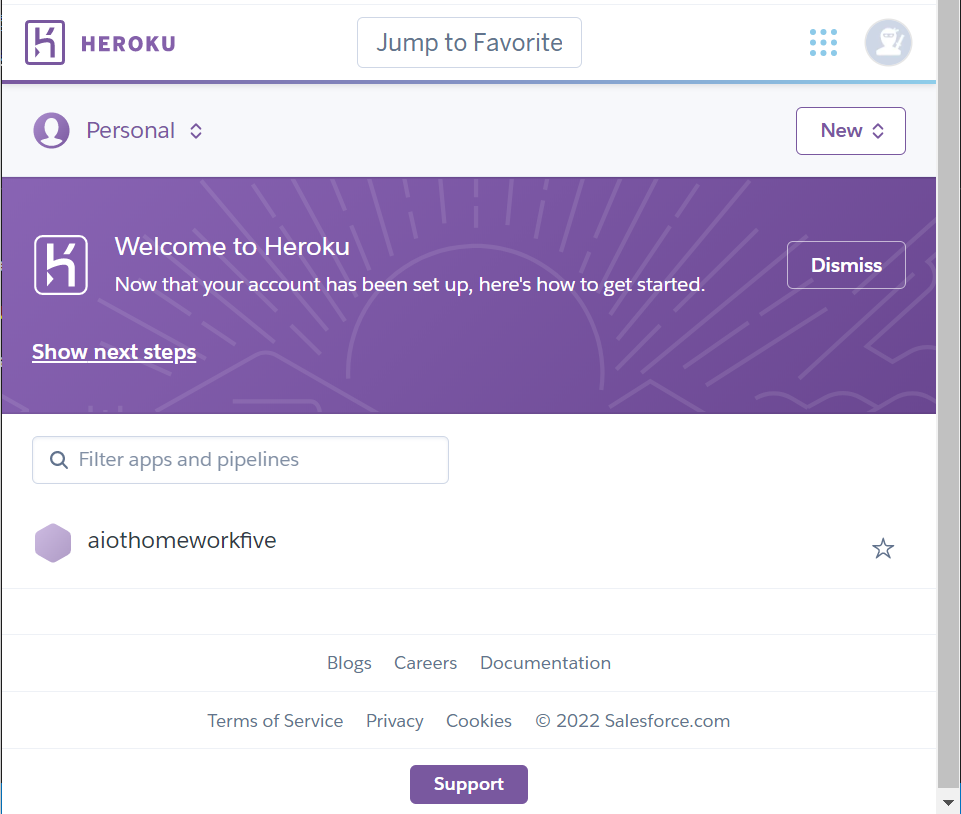 HEROKU
Jump to Favorite
Personal
New
Welcome to Heroku
Now that your account has been set up, here's how to get started.
Dismiss
Show next steps
Filter apps and pipelines
aiothomeworkfive
Blogs Careers Documentation
Terms of Service Privacy Cookies © 2022 Salesforce.com
Support